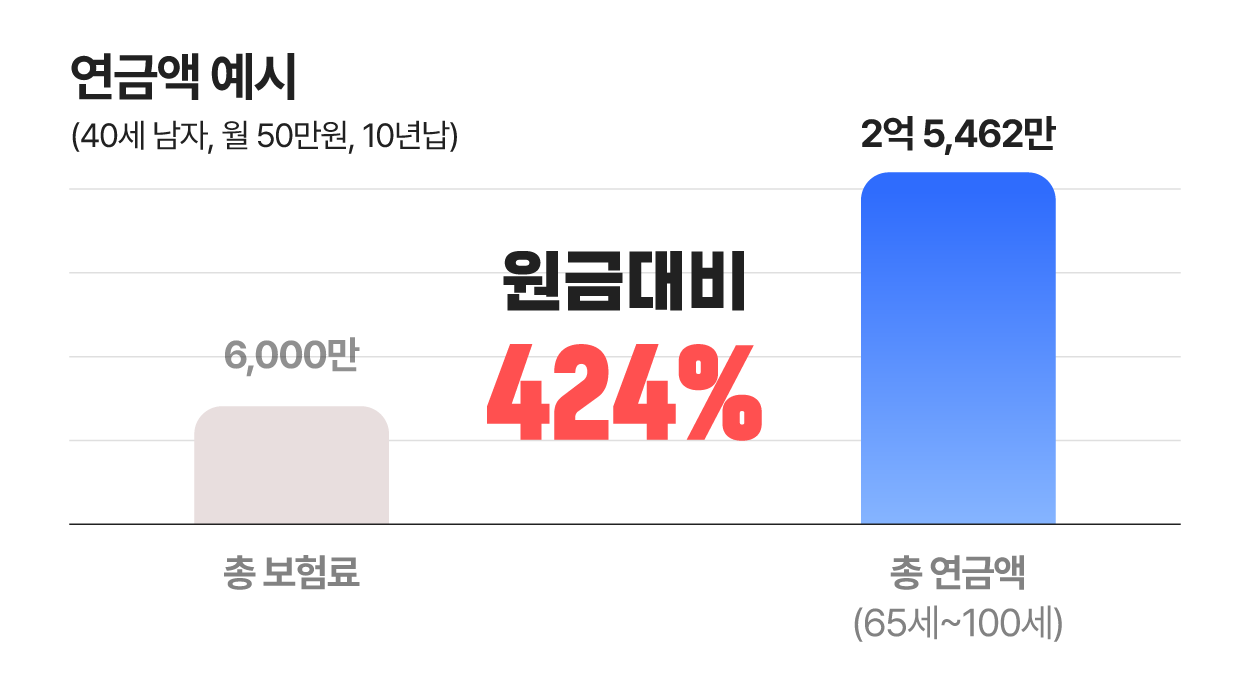 연금액 예시
(40세 남자, 월 50만원, 10년납)
2억 5,462만
원금대비
6,000만
424%
총 보험료
총 연금액
(65세~100세)